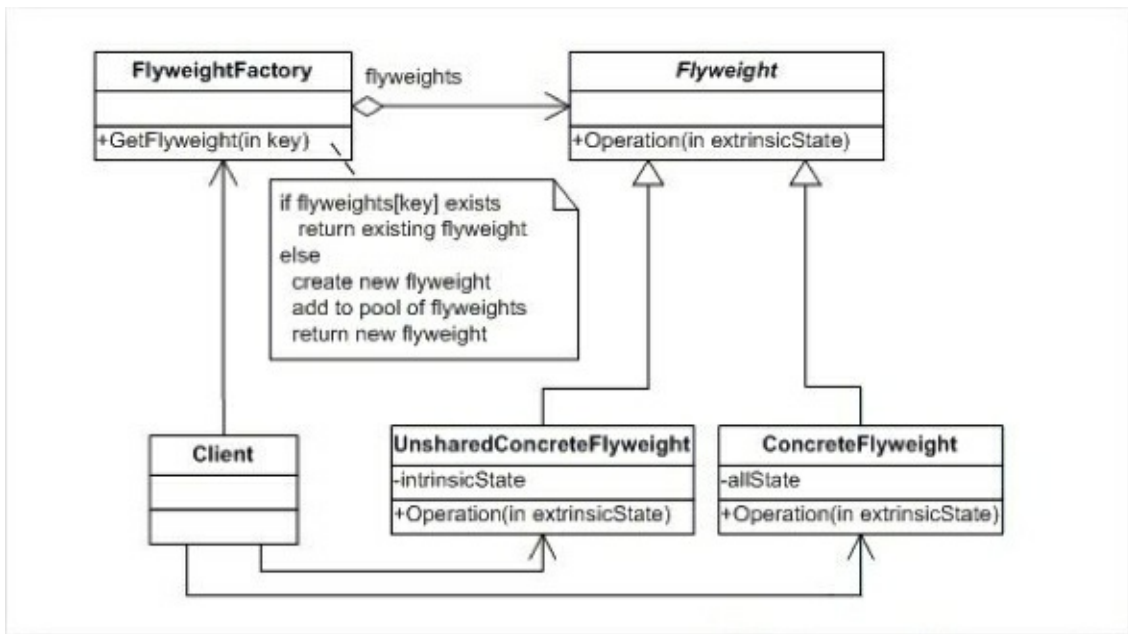 FlyweightFactory
+GetFlyweight(in key)
flyweights
Flyweight
+Operation(in extrinsicState)
if flyweights[key] exists
return existing flyweight
else
create new flyweight
add to pool of flyweights
return new flyweight
Client
UnsharedConcreteFlyweight
-intrinsicState
+Operation(in extrinsicState)
ConcreteFlyweight
-allState
+Operation(in extrinsicState)